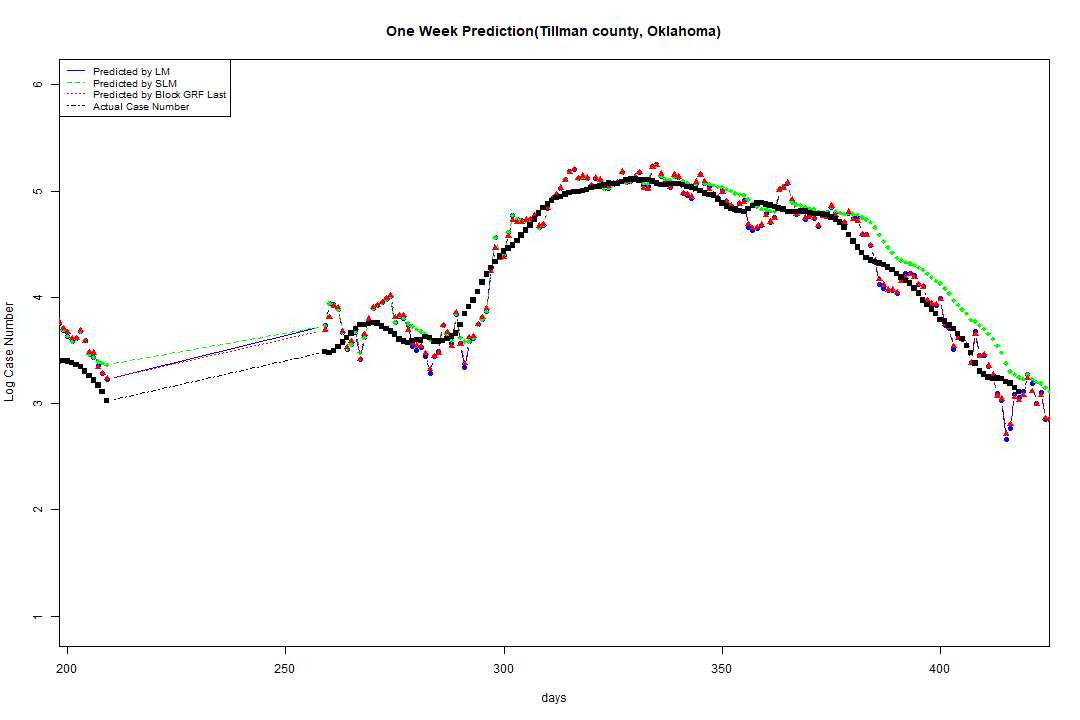 One Week Prediction(Tillman county, Oklahoma)
Predicted by LM
Predicted by SLM
Predicted by Block GRF Last
Actual Case Number
6
5
4
3
2
1
Log Case Number
200 250 300 350 400
days